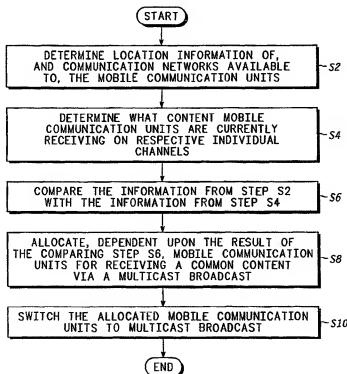 START
DETERMINE LOCATION INFORMATION OF,
AND COMMUNICATION NETWORKS AVAILABLE
TO, THE MOBILE COMMUNICATION UNITS
S2
DETERMINE WHAT CONTENT MOBILE
COMMUNICATION UNITS ARE CURRENTLY
RECEIVING ON RESPECTIVE INDIVIDUAL
CHANNELS
S4
COMPARE THE INFORMATION FROM STEP S2
WITH THE INFORMATION FROM STEP S4
S6
ALLOCATE, DEPENDENT UPON THE RESULT OF
THE COMPARING STEP S6, MOBILE COMMUNICATION
UNITS FOR RECEIVING A COMMON CONTENT
VIA A MULTICAST BROADCAST
S8
SWITCH THE ALLOCATED MOBILE COMMUNICATION
UNITS TO MULTICAST BROADCAST
S10
END